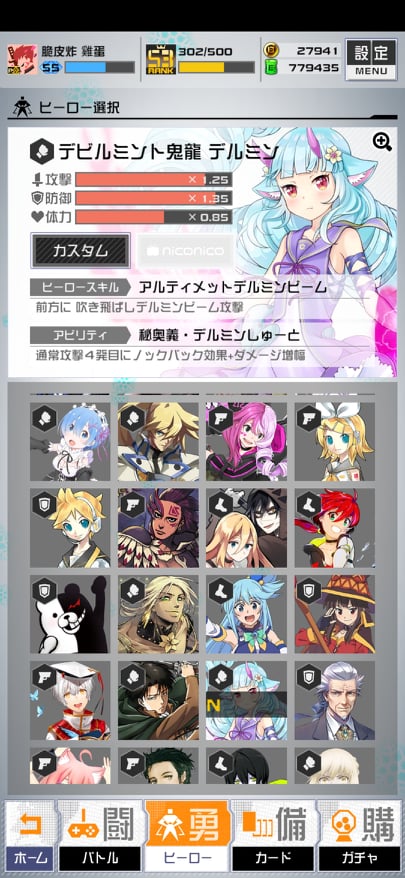 脆皮炸 雞蛋
55
53
RANK
302/500
27941
779435
設定
MENU
ヒーロー選択
デビルミント鬼龍 デルミン
攻撃 × 1.25
防御 × 1.35
体力 × 0.85
カスタム
niconico
ヒーロースキル
アルティメットデルミンビーム
前方に 吹き飛ばしデルミンビーム攻撃
アビリティ
秘奥義・デルミンしゅーと
通常攻撃4発目にノックバック効果+ダメージ増幅
N
闘
勇
備
購
ホーム
バトル
ヒーロー
カード
ガチャ